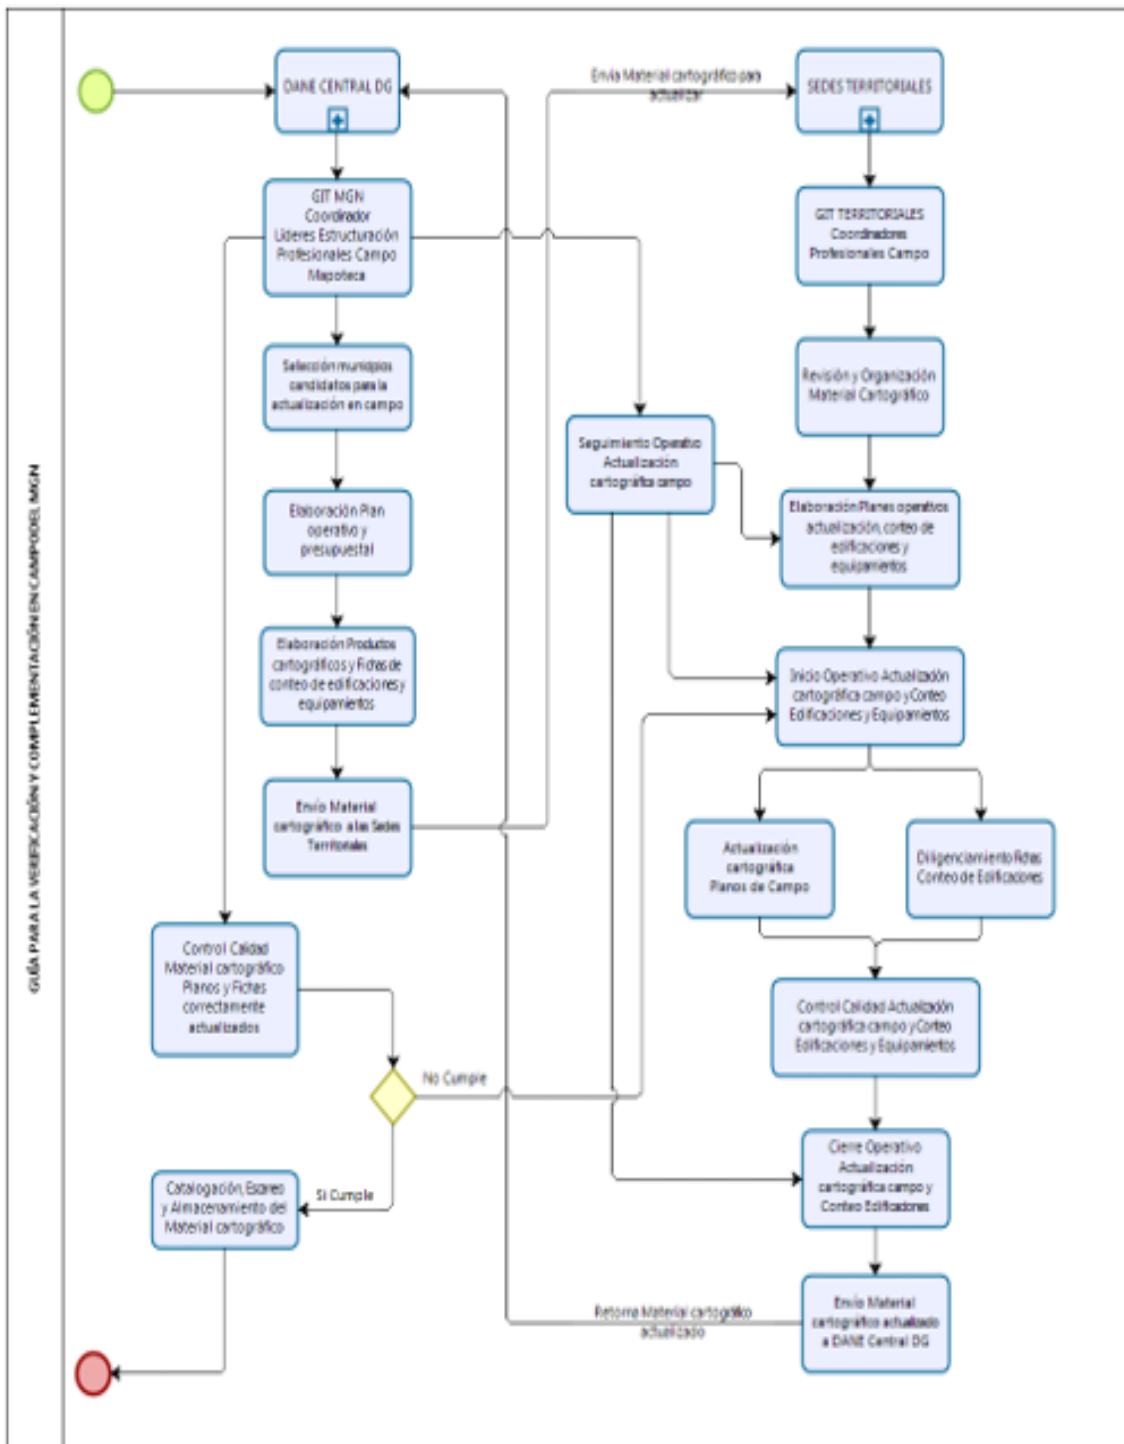 GUÍA PARA LA VERIFICACIÓN Y COMPLEMENTACIÓN EN CAMPO DEL MGN
DANE CENTRAL DG
Envia Material cartográfico para
actualizar
SEDES TERRITORIALES
GIT MGN
Coordinador
Lideres Estructuración
Profesionales Campo
Mapoteca
GIT TERRITORIALES
Coordinadores
Profesionales Campo
Selección municipios
candidatos para la
actualización en campo
Revisión y Organización
Material Cartográfico
Seguimiento Operativo
Actualización
cartográfica campo
Elaboración Plan
operativo y
presupuestal
Elaboración Planes operativos
actualización, conteo de
edificaciones y
equipamientos
Elaboración Productos
cartográficos y Fichas de
conteo de edificaciones y
equipamientos
Inicio Operativo Actualización
cartográfica campo y Conteo
Edificaciones y Equipamientos
Envío Material
cartográfico a las Sedes
Territoriales
Actualización
cartográfica
Planos de Campo
Diligenciamiento fichas
Conteo de Edificaciones
Control Calidad
Material cartográfico
Planos y Fichas
correctamente
actualizados
Control Calidad Actualización
cartográfica campo y Conteo
Edificaciones y Equipamientos
No Cumple
Cierre Operativo
Actualización
cartográfica campo y
Conteo Edificaciones
Catalogación, Escaneo
y Almacenamiento del
Material cartográfico
Si Cumple
Retorna Material cartográfico
actualizado
Envío Material
cartográfico actualizado
a DANE Central DG